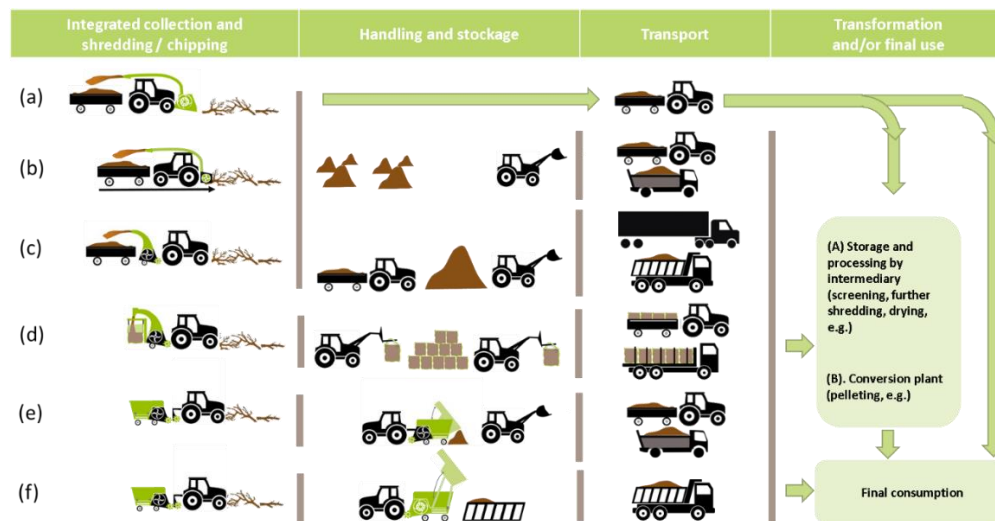 Integrated collection and
shredding / chipping
Handling and stockage
Transport
Transformation
and/or final use
(a)
(b)
(c)
(d)
(e)
(f)
(A) Storage and
processing by
intermediary
(screening, further
shredding, drying,
e.g.)
(B). Conversion plant
(pelleting, e.g.)
Final consumption